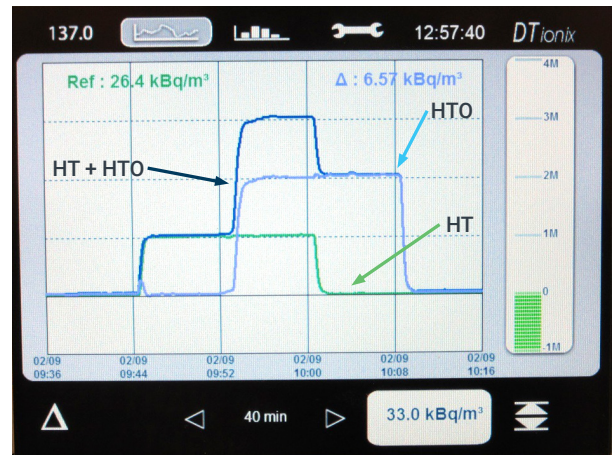 137.0 12:57:40 DTionix
Ref : 26.4 kBq/m³ Δ : 6.57 kBq/m³
4M
HTO
3M
HT + HTO
2M
HT
1M
0
-1M
02/09 02/09 02/09 02/09 02/09 02/09
09:36 09:44 09:52 10:00 10:08 10:16
Δ 40 min 33.0 kBq/m³